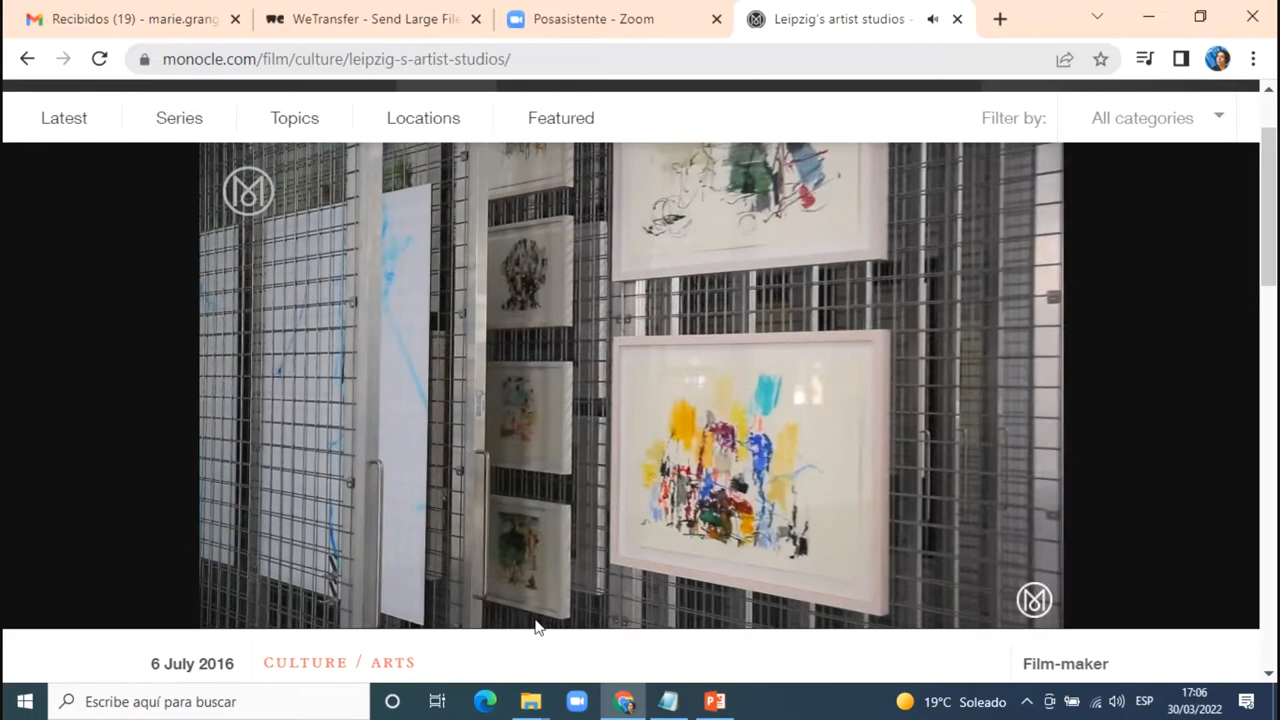 Recibidos (19) - marie.grang
WeTransfer - Send Large File
Posasistente - Zoom
Leipzig's artist studios -
monocle.com/film/culture/leipzig-s-artist-studios/
Latest
Series
Topics
Locations
Featured
Filter by:
All categories
6 July 2016
CULTURE / ARTS
Film-maker
Escribe aquí para buscar
19°C Soleado
ESP
17:06
30/03/2022